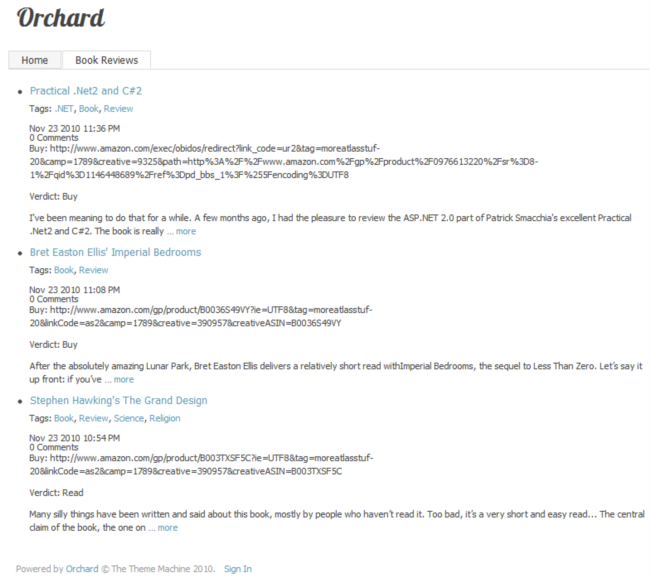 Orchard
Home Book Reviews
Practical .Net2 and C#2
Tags: .NET, Book, Review
Nov 23 2010 11:36 PM
0 Comments
Buy: http://www.amazon.com/exec/obidos/redirect?link_code=ur2&tag=moreatlasstuf-
20&camp=1789&creative=9325&path=http%3A%2F%2Fwww.amazon.com%2Fgp%2Fproduct%2F0976613220%2Fsr%3D8-
1%2Fqid%3D1146448689%2Fref%3Dpd_bbs_1%3F%255Fencoding%3DUTF8
Verdict: Buy
I've been meaning to do that for a while. A few months ago, I had the pleasure to review the ASP.NET 2.0 part of Patrick Smacchia's excellent Practical
.Net2 and C#2. The book is really ... more
Bret Easton Ellis' Imperial Bedrooms
Tags: Book, Review
Nov 23 2010 11:08 PM
0 Comments
Buy: http://www.amazon.com/gp/product/B0036S49VY?ie=UTF8&tag=moreatlasstuf-
20&linkCode=as2&camp=1789&creative=390957&creativeASIN=B0036S49VY
Verdict: Buy
After the absolutely amazing Lunar Park, Bret Easton Ellis delivers a relatively short read withImperial Bedrooms, the sequel to Less Than Zero. Let's say it
up front: if you've ... more
Stephen Hawking's The Grand Design
Tags: Book, Review, Science, Religion
Nov 23 2010 10:54 PM
0 Comments
Buy: http://www.amazon.com/gp/product/B003TXSF5C?ie=UTF8&tag=moreatlasstuf-
20&linkCode=as2&camp=1789&creative=390957&creativeASIN=B003TXSF5C
Verdict: Read
Many silly things have been written and said about this book, mostly by people who haven't read it. Too bad, it's a very short and easy read... The central
claim of the book, the one on ... more
Powered by Orchard © The Theme Machine 2010. Sign In